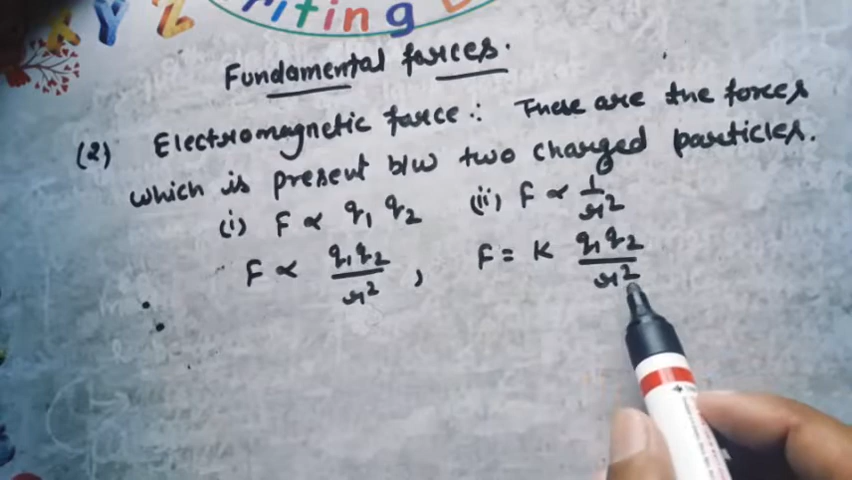 X Y Z
riting
Fundamental forces.
(2) Electromagnetic force :- These are the forces
which is present b/w two charged particles.
(i) F ∝ q₁ q₂ (ii) F ∝ 1/r²
F ∝ q₁q₂/r² , F = K q₁q₂/r²